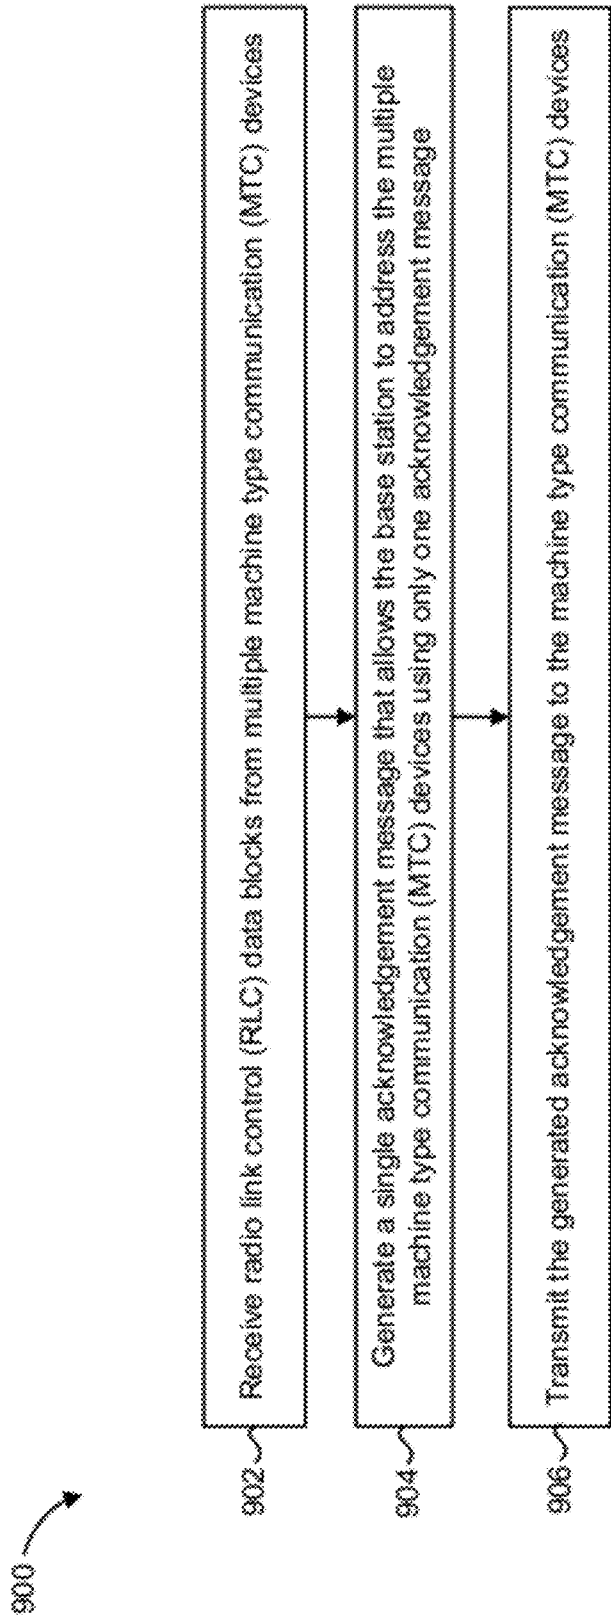 900
902
Receive radio link control (RLC) data blocks from multiple machine type communication (MTC) devices
904
Generate a single acknowledgement message that allows the base station to address the multiple
machine type communication (MTC) devices using only one acknowledgement message
906
Transmit the generated acknowledgement message to the machine type communication (MTC) devices